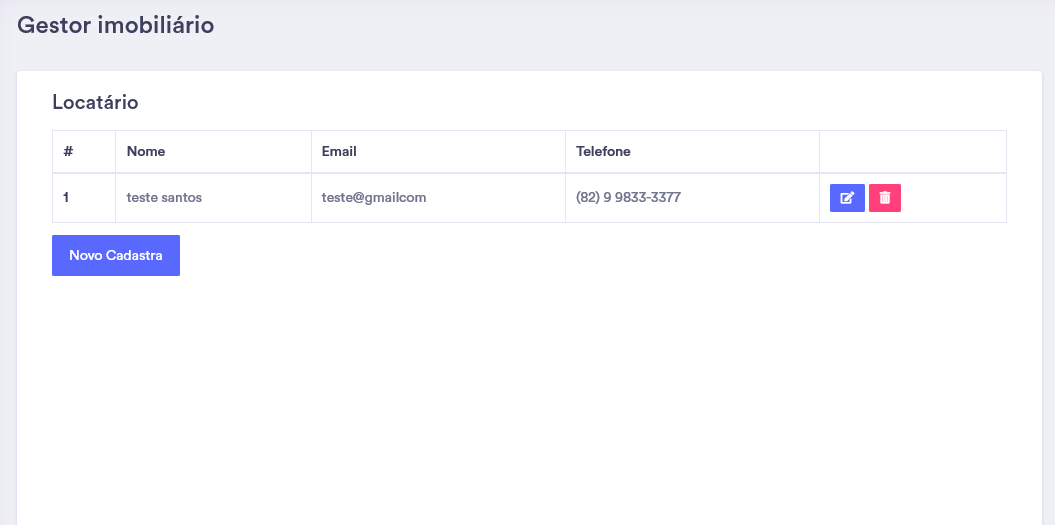 Gestor imobiliário
Locatário
# Nome Email Telefone
1 teste santos teste@gmailcom (82) 9 9833-3377
Novo Cadastra